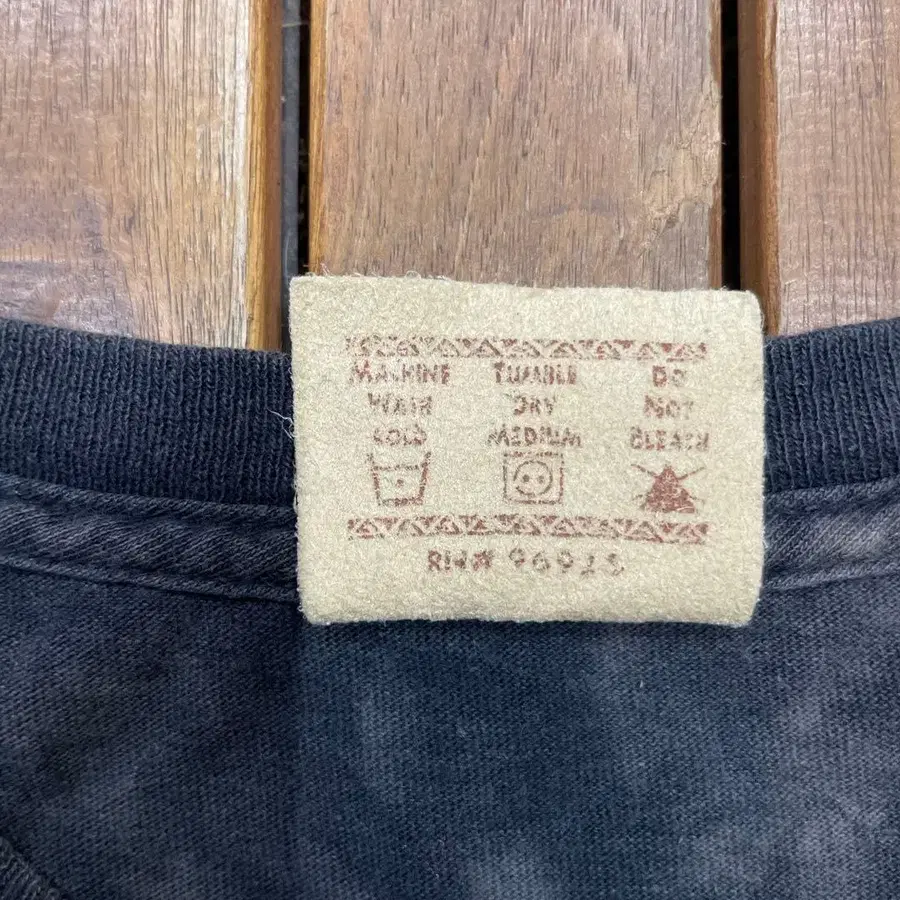 MACHINE TUMBLE DO
WASH DRY NOT
COLD MEDIUM BLEACH
RN# 96925